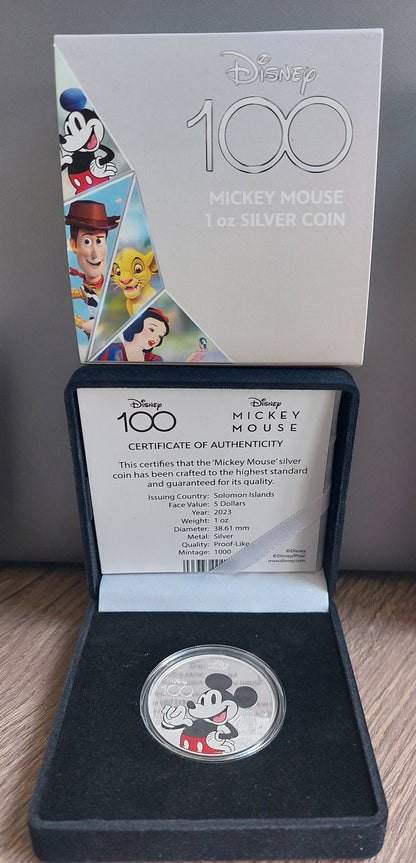 Disney
100
MICKEY MOUSE
1 oz SILVER COIN
Disney
100
Disney
MICKEY
MOUSE
CERTIFICATE OF AUTHENTICITY
This certifies that the 'Mickey Mouse' silver
coin has been crafted to the highest standard
and guaranteed for its quality.
Issuing Country: Solomon Islands
Face Value: 5 Dollars
Year: 2023
Weight: 1 oz
Diameter: 38.61 mm
Metal: Silver
Quality: Proof-Like
Mintage: 1000
©Disney
©Disney/Pixar
www.disney.com
Disney
100